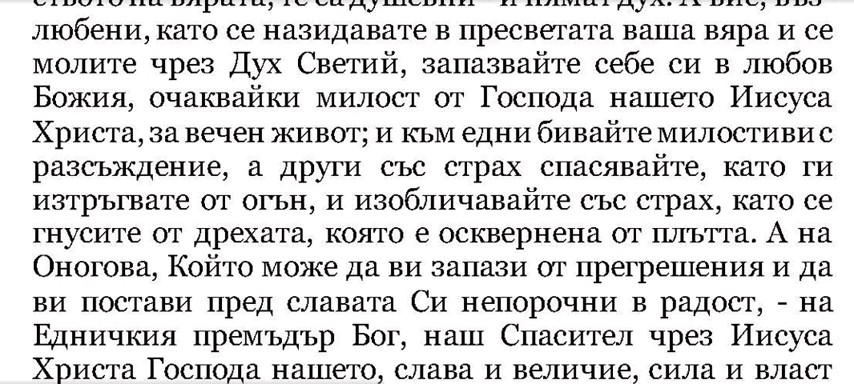 ството на вярата, те са душевни и нямат дух. А вие, въз-
любени, като се назидавате в пресветата ваша вяра и се
молите чрез Дух Светий, запазвайте себе си в любов
Божия, очаквайки милост от Господа нашето Иисуса
Христа, за вечен живот; и към едни бивайте милостиви с
разсъждение, а други със страх спасявайте, като ги
изтръгвате от огън, и изобличавайте със страх, като се
гнусите от дрехата, която е осквернена от плътта. А на
Оногова, Който може да ви запази от прегрешения и да
ви постави пред славата Си непорочни в радост, - на
Едничкия премъдър Бог, наш Спасител чрез Иисуса
Христа Господа нашето, слава и величие, сила и власт